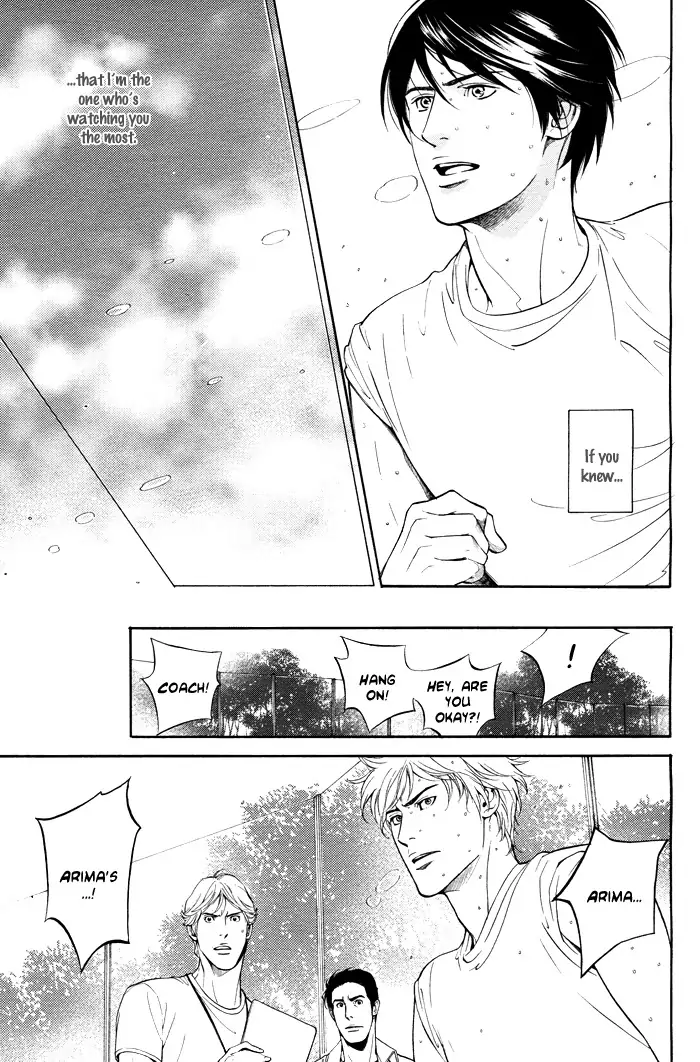 If you
knew...
...that I'm the
one who's
watching you
the most.
!
HEY, ARE
YOU
OKAY?!
HANG
ON!
COACH!
ARIMA...
ARIMA'S
...!